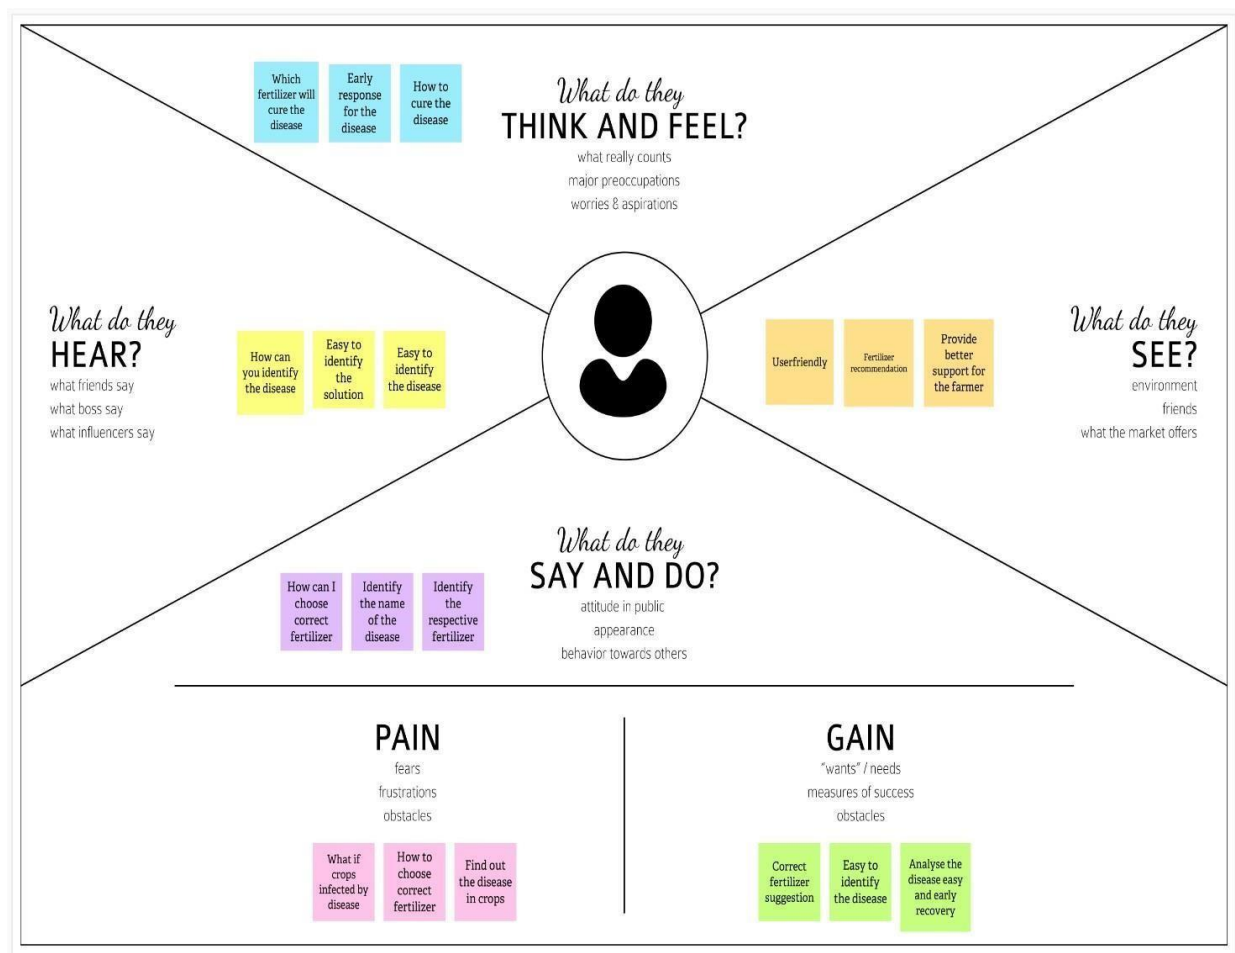 Which
fertilizer will
cure the
disease
Early
response
for the
disease
How to
cure the
disease
What do they
THINK AND FEEL?
what really counts
major preoccupations
worries & aspirations
What do they
HEAR?
what friends say
what boss say
what influencers say
How can
you identify
the disease
Easy to
identify
the
solution
Easy to
identify
the disease
Userfriendly
Fertilizer
recommendation
Provide
better
support for
the farmer
What do they
SEE?
environment
friends
what the market offers
What do they
SAY AND DO?
attitude in public
appearance
behavior towards others
How can I
choose
correct
fertilizer
Identify
the name
of the
disease
Identify
the
respective
fertilizer
PAIN
fears
frustrations
obstacles
What if
crops
infected by
disease
How to
choose
correct
fertilizer
Find out
the disease
in crops
GAIN
"wants" / needs
measures of success
obstacles
Correct
fertilizer
suggestion
Easy to
identify
the disease
Analyse the
disease easy
and early
recovery